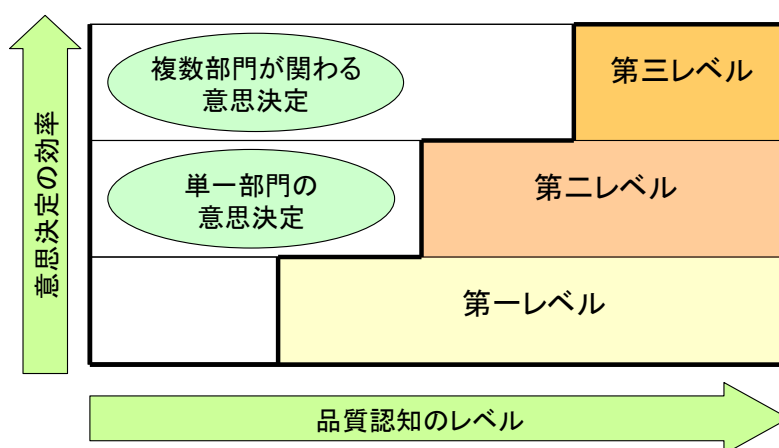 複数部門が関わる
意思決定
第三レベル
単一部門の
意思決定
第二レベル
第一レベル
意思決定の効率
品質認知のレベル